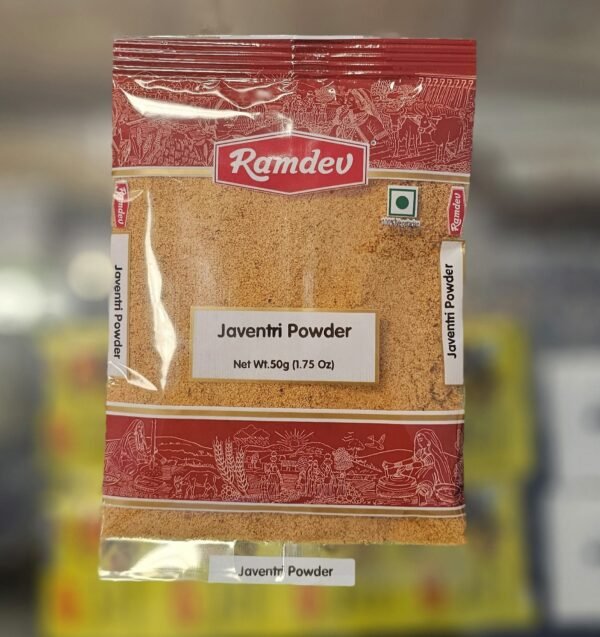 Ramdev
Ramdev
Ramdev
Javentri Powder
Javentri Powder
Javentri Powder
Net Wt.50g (1.75 Oz)
Javentri Powder